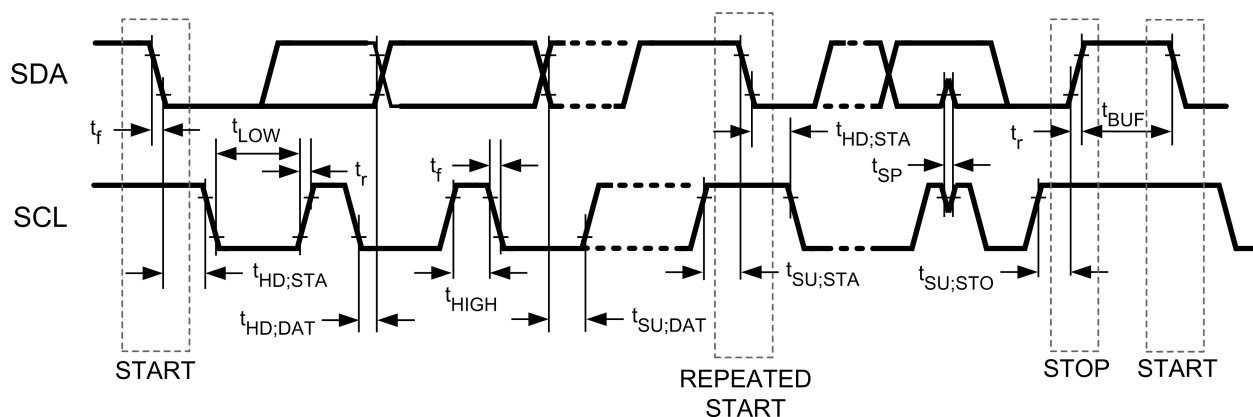 SDA
t_f
t_LOW
t_r
t_f
t_HD;STA
t_SP
t_r
t_BUF
SCL
t_HD;STA
t_HD;DAT
t_HIGH
t_SU;DAT
t_SU;STA
t_SU;STO
START
REPEATED
START
STOP
START